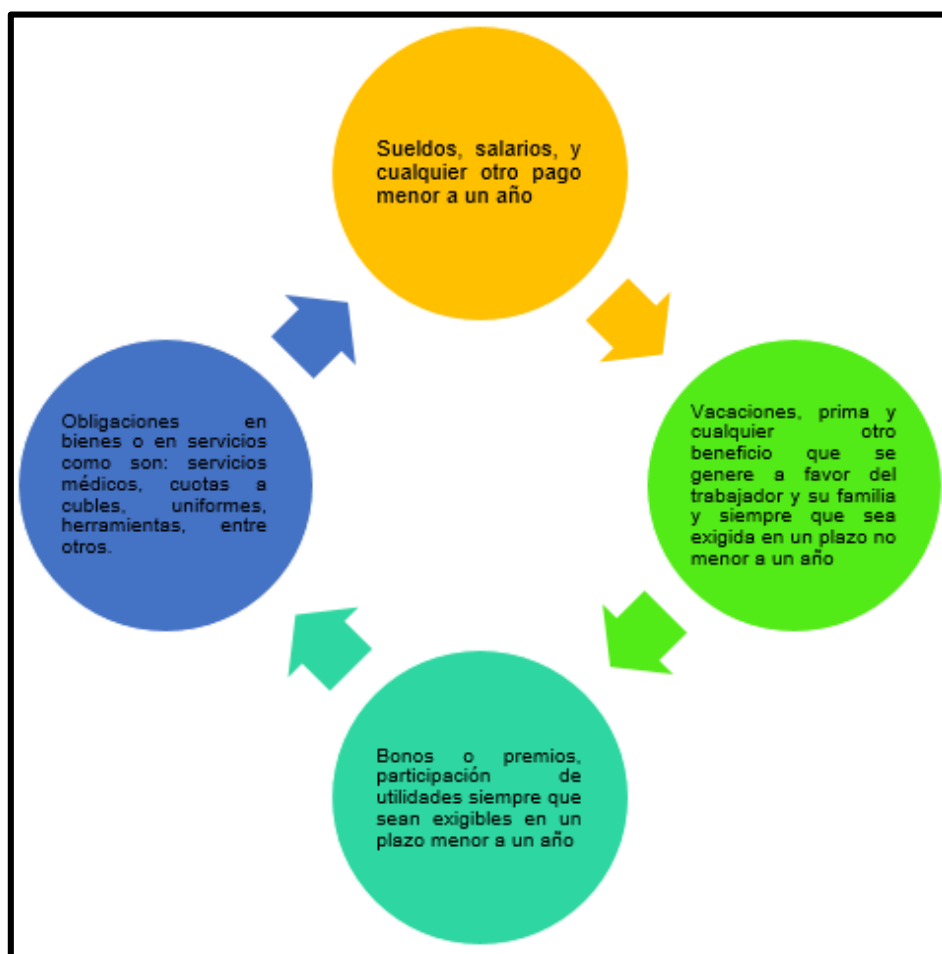 Sueldos, salarios, y
cualquier otro pago
menor a un año
Vacaciones, prima y
cualquier otro
beneficio que se
genere a favor del
trabajador y su familia
y siempre que sea
exigida en un plazo no
menor a un año
Bonos o premios,
participación de
utilidades siempre que
sean exigibles en un
plazo menor a un año
Obligaciones en
bienes o en servicios
como son: servicios
médicos, cuotas a
cubles, uniformes,
herramientas, entre
otros.